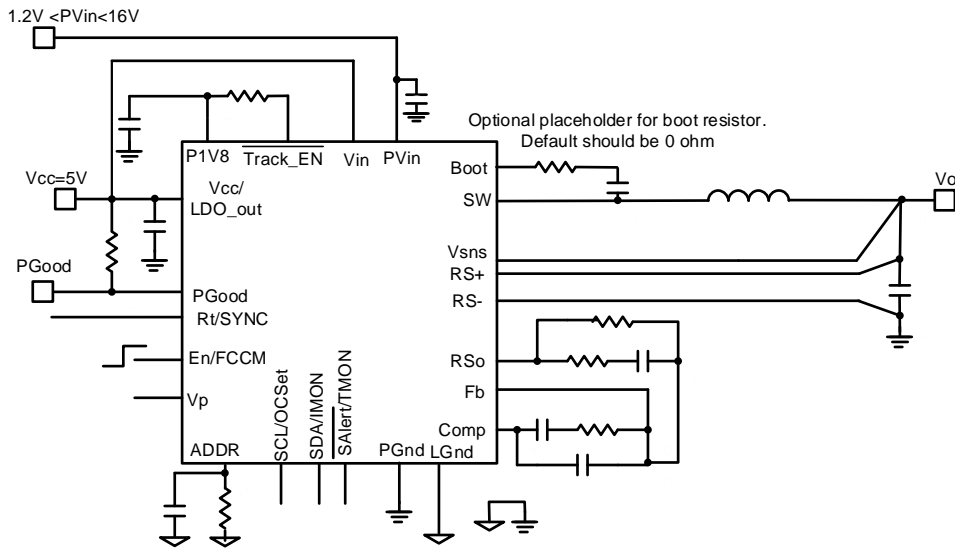 1.2V <PVin<16V
Optional placeholder for boot resistor.
Default should be 0 ohm
P1V8
Track_EN
Vin
PVin
Boot
Vcc=5V
Vcc/
LDO_out
SW
Vo
PGood
Vsns
RS+
RS-
PGood
Rt/SYNC
En/FCCM
RSo
Vp
Fb
Comp
ADDR
SCL/OCSet
SDA/IMON
SAlert/TMON
PGnd
LGnd